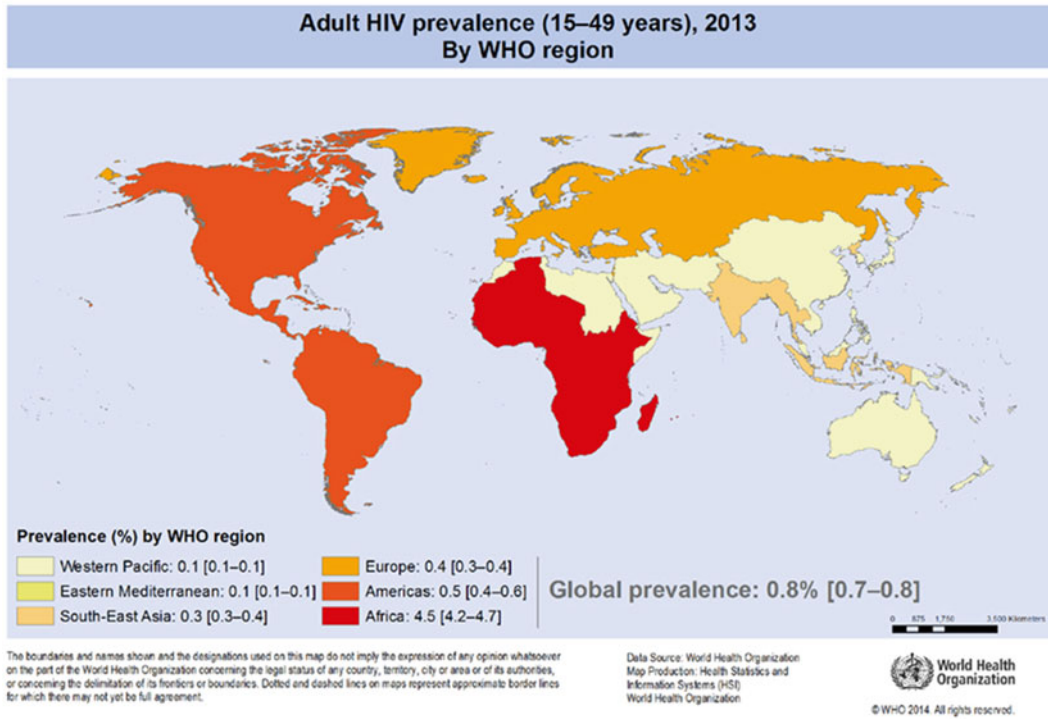 Adult HIV prevalence (15–49 years), 2013
By WHO region
Prevalence (%) by WHO region
Western Pacific: 0.1 [0.1–0.1]
Eastern Mediterranean: 0.1 [0.1–0.1]
South-East Asia: 0.3 [0.3–0.4]
Europe: 0.4 [0.3–0.4]
Americas: 0.5 [0.4–0.6]
Africa: 4.5 [4.2–4.7]
Global prevalence: 0.8% [0.7–0.8]
0 875 1,750 3,500 Kilometers
The boundaries and names shown and the designations used on this map do not imply the expression of any opinion whatsoever
on the part of the World Health Organization concerning the legal status of any country, territory, city or area or of its authorities,
or concerning the delimitation of its frontiers or boundaries. Dotted and dashed lines on maps represent approximate border lines
for which there may not yet be full agreement.
Data Source: World Health Organization
Map Production: Health Statistics and
Information Systems (HSI)
World Health Organization
World Health
Organization
© WHO 2014. All rights reserved.